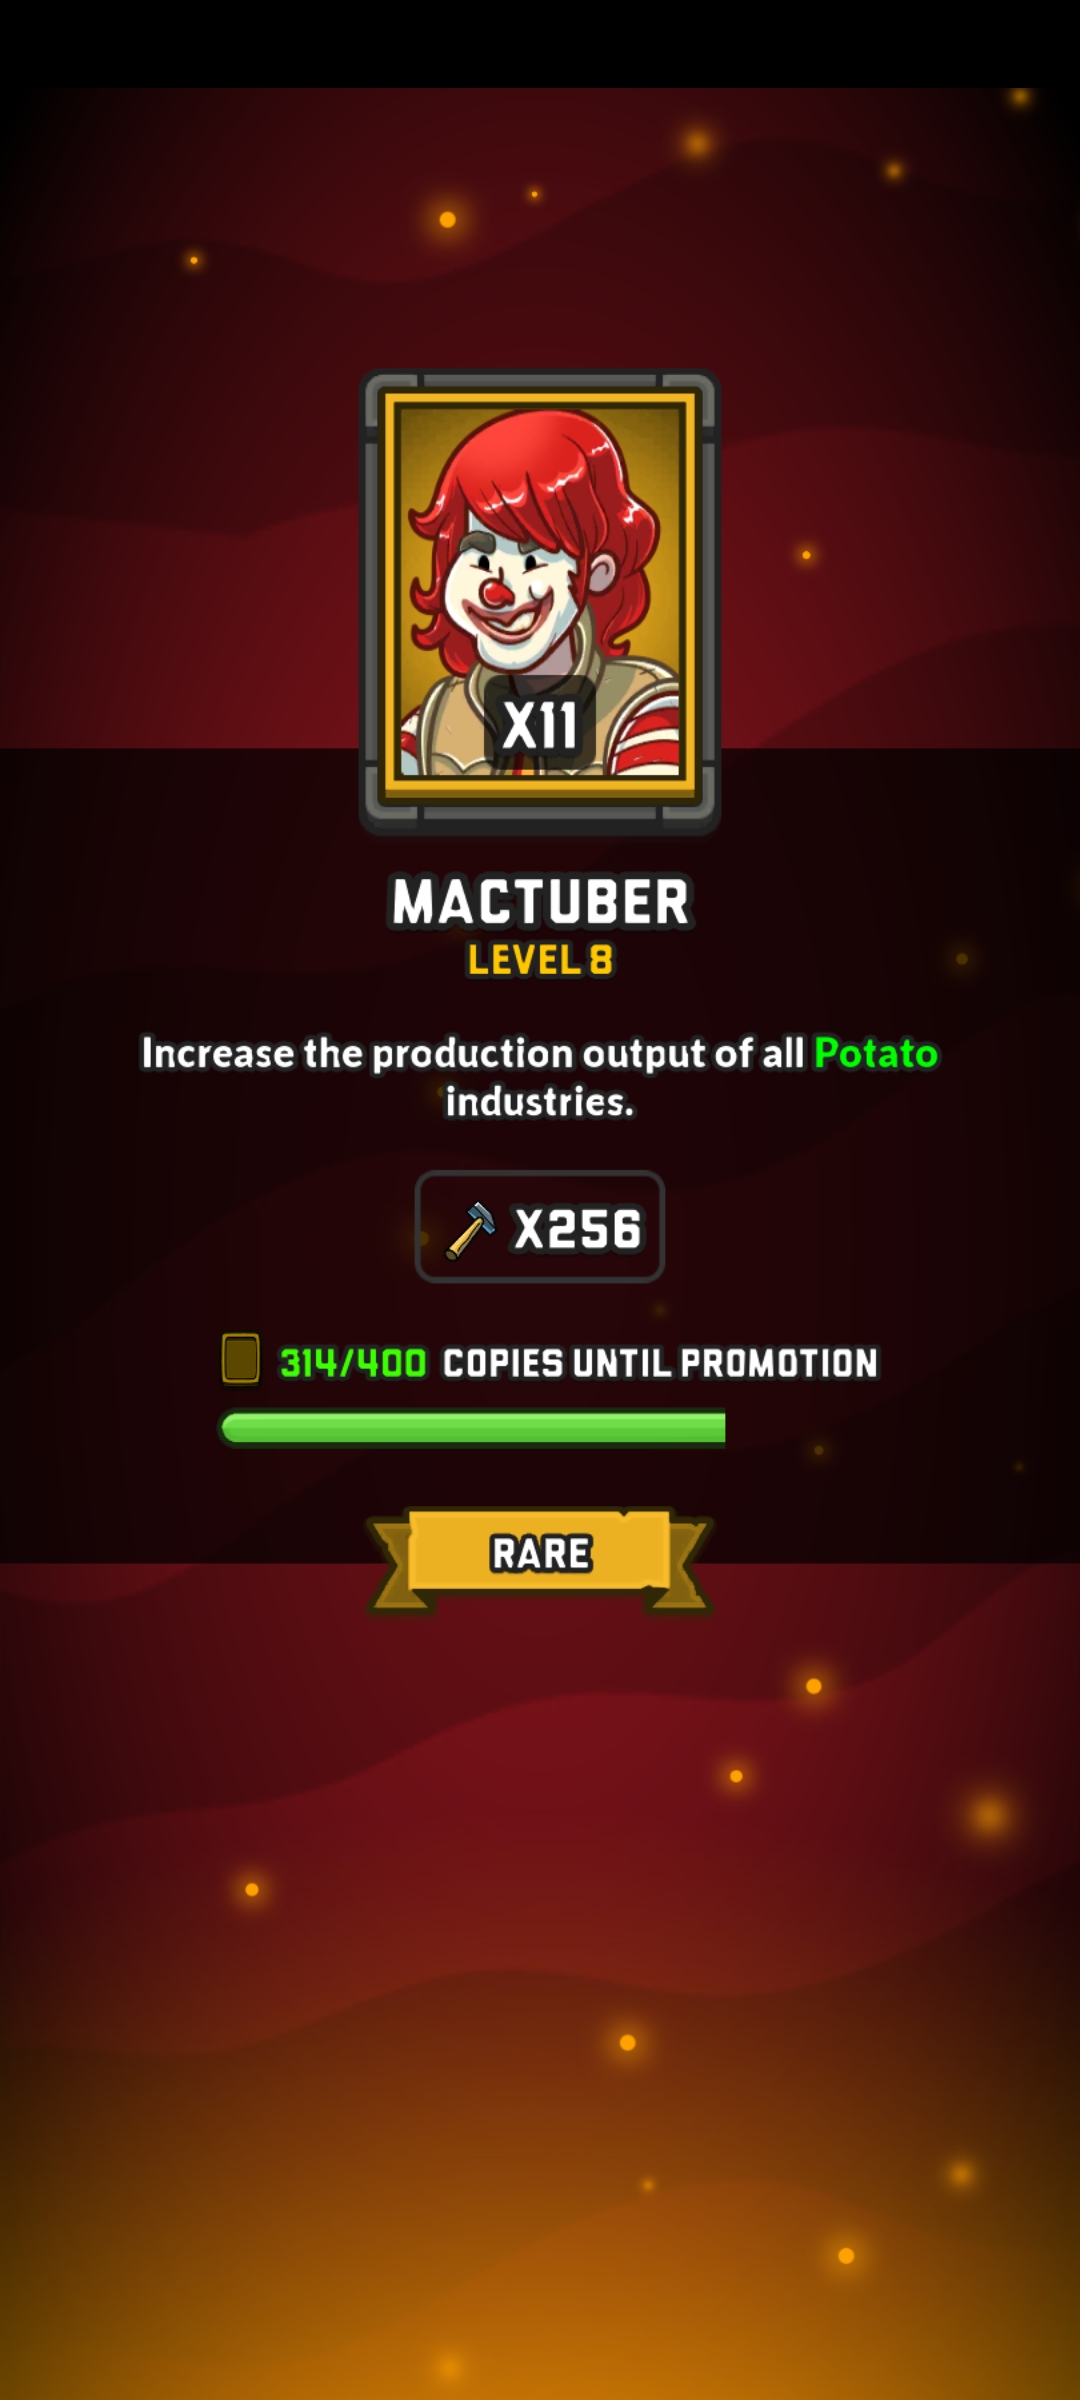 X11
MACTUBER
LEVEL 8
Increase the production output of all Potato
industries.
X256
314/400 COPIES UNTIL PROMOTION
RARE